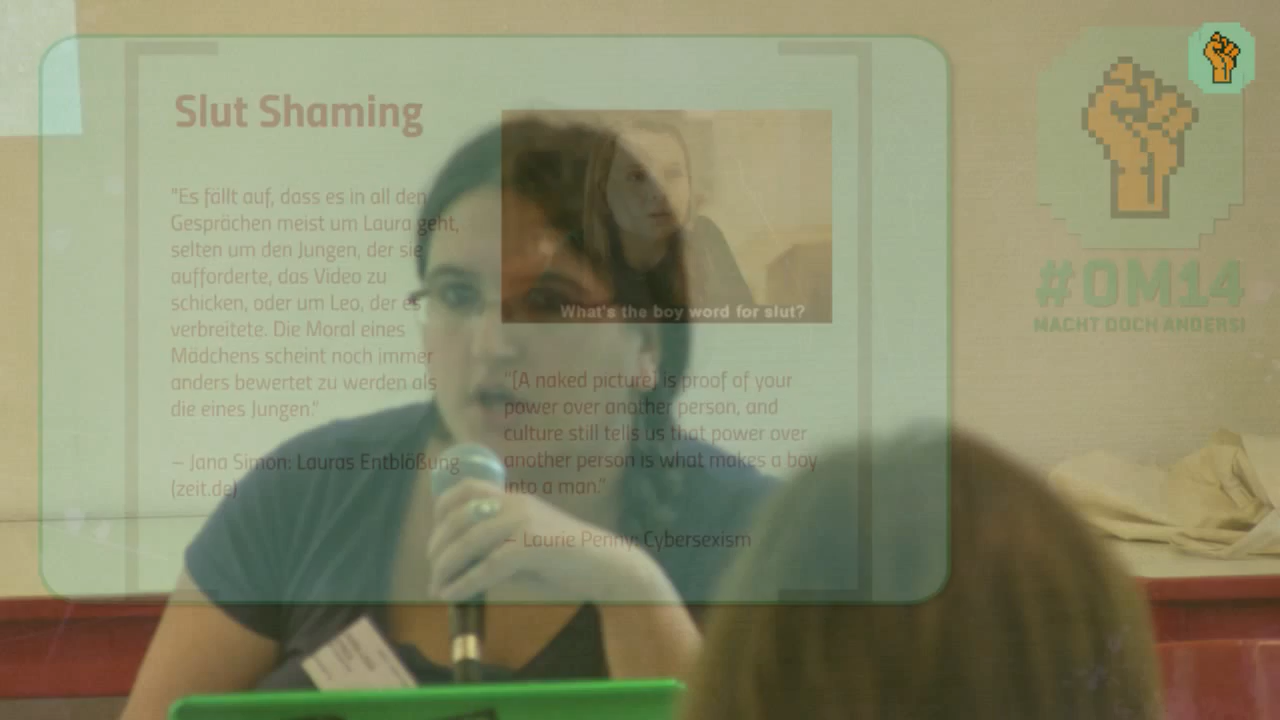 Slut Shaming
"Es fällt auf, dass es in all den
Gesprächen meist um Laura geht,
selten um den Jungen, der sie
aufforderte, das Video zu
schicken, oder um Leo, der es
verbreitete. Die Moral eines
Mädchens scheint noch immer
anders bewertet zu werden als
die eines Jungen."
– Jana Simon: Lauras Entblößung
(zeit.de)
What's the boy word for slut?
"[A naked picture] is proof of your
power over another person, and
culture still tells us that power over
another person is what makes a boy
into a man."
– Laurie Penny: Cybersexism
#OM14
MACHT DOCH ANDERS!